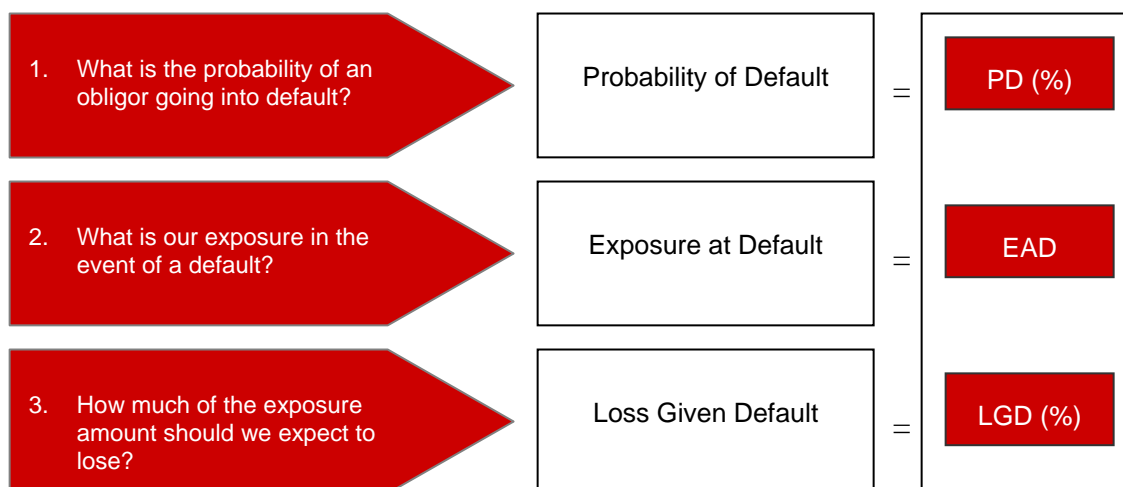 1. What is the probability of an
obligor going into default?
Probability of Default
=
PD (%)
2. What is our exposure in the
event of a default?
Exposure at Default
=
EAD
3. How much of the exposure
amount should we expect to
lose?
Loss Given Default
=
LGD (%)